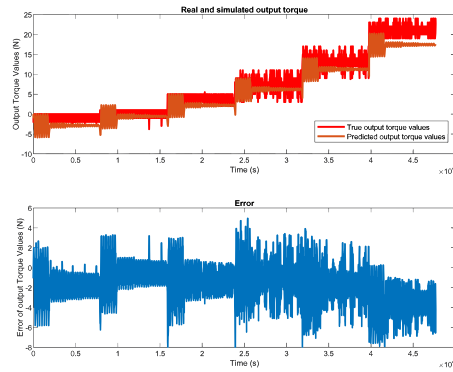 Real and simulated output torque
25
20
15
10
5
0
-5
-10
Output Torque Values (N)
True output torque values
Predicted output torque values
0 0.5 1 1.5 2 2.5 3 3.5 4 4.5
Time (s)
Error
6
4
2
0
-2
-4
-6
-8
Error of output Torque Values (N)
0 0.5 1 1.5 2 2.5 3 3.5 4 4.5
Time (s)